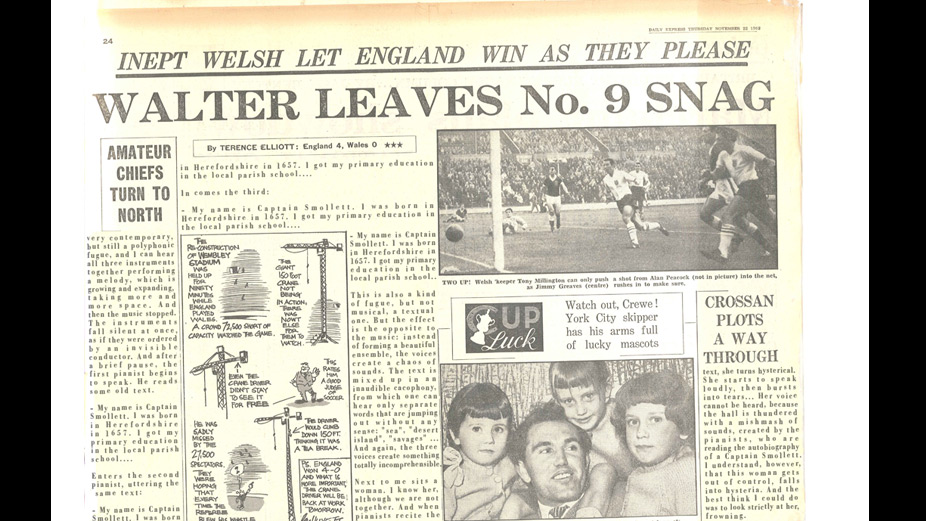 24
DAILY EXPRESS THURSDAY NOVEMBER 22 1962
INEPT WELSH LET ENGLAND WIN AS THEY PLEASE
WALTER LEAVES No. 9 SNAG
AMATEUR
CHIEFS
TURN TO
NORTH
very contemporary,
but still a polyphonic
fugue, and I can hear
all three instruments
together performing
a melody, which is
growing and expanding,
taking more and
more space. And
then the music stopped.
The instruments
fall silent at once,
as if they were ordered
by an invisible
conductor. And after
a brief pause, the
first pianist begins
to speak. He reads
some old text.
- My name is Captain
Smollett. I was born
in Herefordshire in
1657. I got my
primary education
in the local parish
school....
Enters the second
pianist, uttering the
same text:
- My name is Captain
Smollett. I was born
By TERENCE ELLIOTT: England 4, Wales 0 ★★★
in Herefordshire in 1657. I got my primary education
in the local parish school....
In comes the third:
- My name is Captain Smollett. I was born in
Herefordshire in 1657. I got my primary education in
the local parish school....
THE
RE-CONSTRUCTION
OF WEMBLEY
STADIUM
WAS
HELD UP
FOR
NINETY
MINUTES
WHILE
ENGLAND
PLAYED
WALES.
A CROWD 72,500 SHORT OF
CAPACITY WATCHED THE GAME.
THE
GIANT
150 FOOT
CRANE
NOT
BEING
IN ACTION,
THERE
WAS
NOWT
ELSE
FOR
THEM TO
WATCH.
EVEN THE
CRANE DRIVER
DIDN'T STAY
TO SEE IT
FOR FREE
THIS
RATES
HIM
A GOOD
JUDGE
OF
SOCCER.
HE WAS
SADLY
MISSED
BY THE
27,500
SPECTATORS.
THEY
WERE
HOPING
THAT
EVERY
TIME THE
REFEREE
BLEW HIS WHISTLE
THE DRIVER
WOULD CLIMB
DOWN 150 FT.
THINKING IT WAS
A TEA BREAK.
P.S. ENGLAND
WON 4-0
AND WHAT IS
MORE IMPORTANT,
THE CRANE
DRIVER WILL BE
BACK AT WORK
TOMORROW.
- My name is Captain
Smollett. I was born
in Herefordshire in
1657. I got my primary
education in the
local parish school..
This is also a kind
of fugue, but not
musical, a textual
one. But the effect
is the opposite to
the music: instead
of forming a beautiful
ensemble, the voices
create a chaos of
sounds. The text is
mixed up in an
inaudible cacophony,
from which one can
hear only separate
words that are jumping
out without any
sense: "sea", "desert
island", "savages" ...
And again, the three
voices create something
totally incomprehensible.
Next to me sits a
woman. I know her,
although we are not
together. And when
pianists recite the
TWO UP! Welsh 'keeper Tony Millington can only push a shot from Alan Peacock (not in picture) into the net,
as Jimmy Greaves (centre) rushes in to make sure.
CUP
Luck
Watch out, Crewe!
York City skipper
has his arms full
of lucky mascots
CROSSAN
PLOTS
A WAY
THROUGH
text, she turns hysterical.
She starts to speak
loudly, then bursts
into tears... Her voice
cannot be heard, because
the hall is thundered
with a mishmash of
sounds, created by the
pianists, who are
reading the autobiography
of a Captain Smollett.
I understand, however,
that this woman gets
out of control, falls
into hysteria. And the
best think I could do
was to look strictly at her,
frowning.